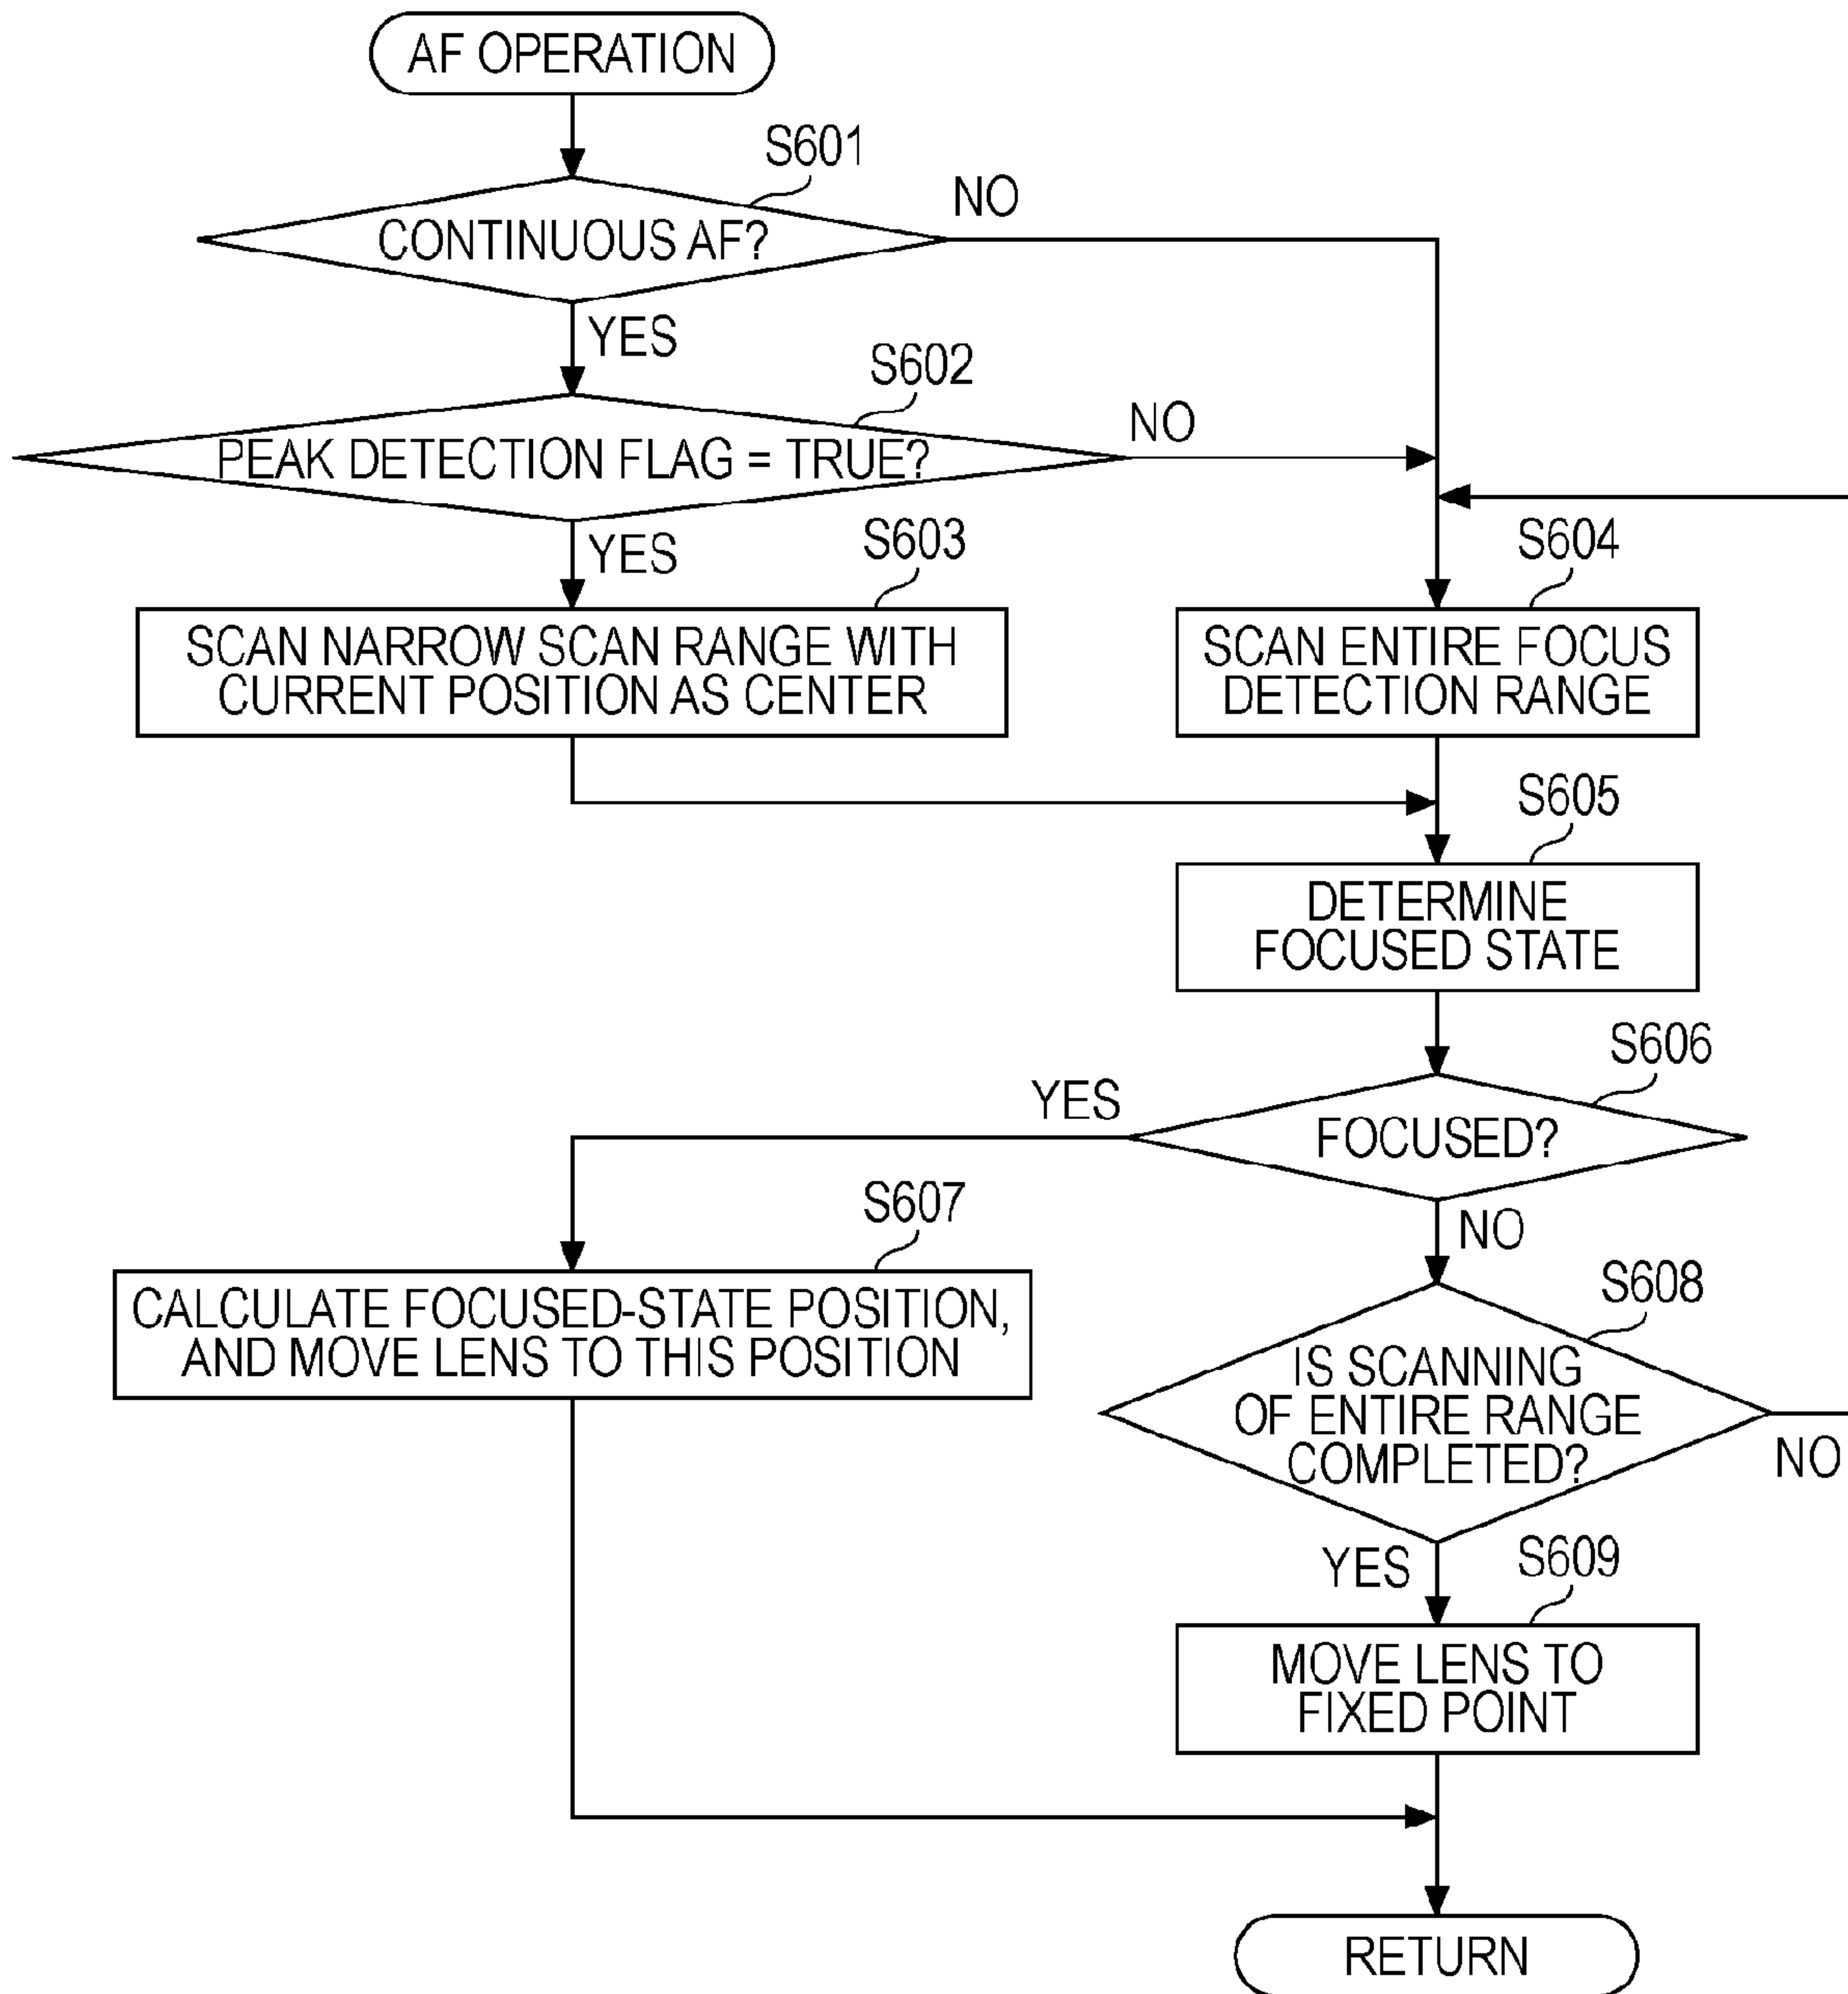 AF OPERATION
S601
NO
CONTINUOUS AF?
YES
S602
NO
PEAK DETECTION FLAG = TRUE?
YES
S603
S604
SCAN NARROW SCAN RANGE WITH
CURRENT POSITION AS CENTER
SCAN ENTIRE FOCUS
DETECTION RANGE
S605
DETERMINE
FOCUSED STATE
S606
YES
FOCUSED?
S607
NO
CALCULATE FOCUSED-STATE POSITION,
AND MOVE LENS TO THIS POSITION
S608
IS SCANNING
OF ENTIRE RANGE
COMPLETED?
NO
YES
S609
MOVE LENS TO
FIXED POINT
RETURN